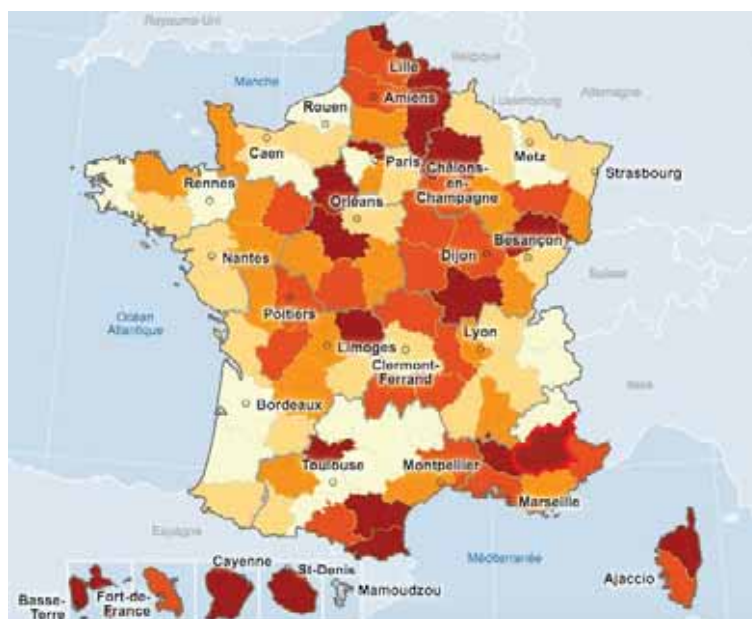 Royaume-Uni
Belgique
Lille
Manche
Luxembourg
Allemagne
Amiens
Rouen
Caen
Paris
Metz
Châlons-
en-
Champagne
Strasbourg
Rennes
Orléans
Besançon
Nantes
Dijon
Suisse
Poitiers
Océan
Atlantique
Limoges
Lyon
Clermont-
Ferrand
Italie
Bordeaux
Toulouse
Montpellier
Marseille
Espagne
Méditerranée
Ajaccio
Cayenne
St-Denis
Mamoudzou
Basse-
Terre
Fort-de-
France